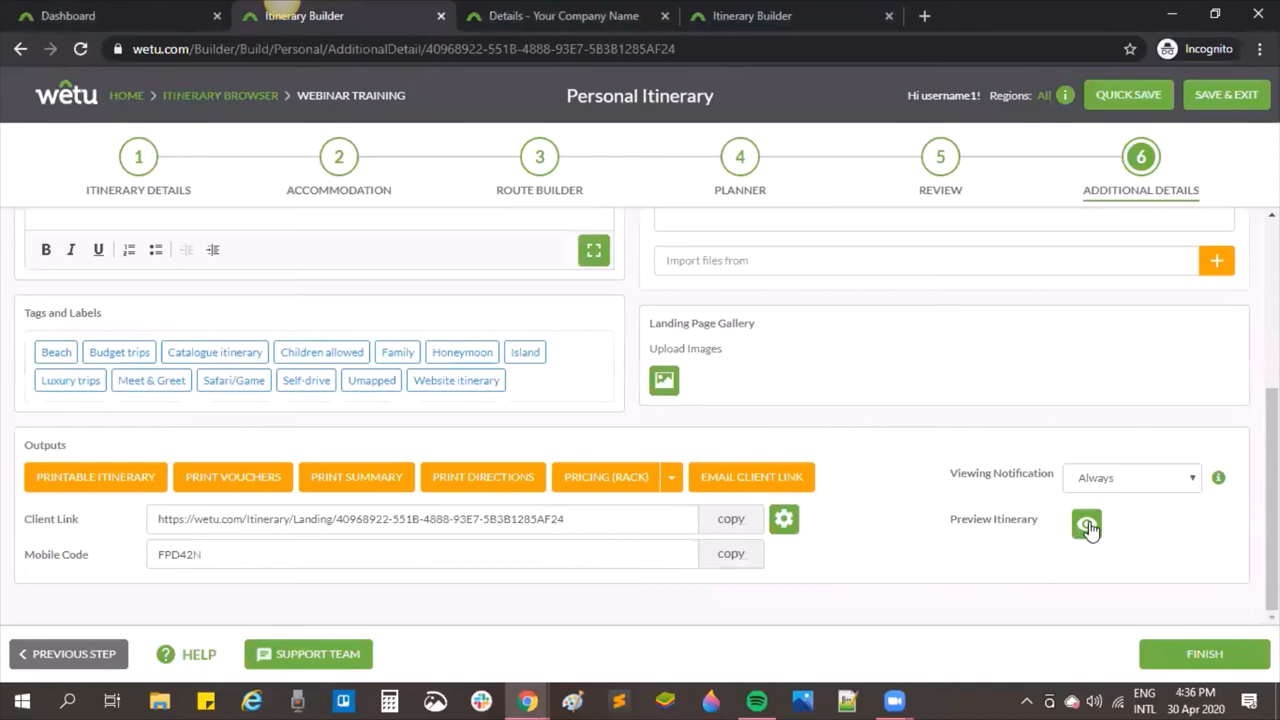 Dashboard
Itinerary Builder
Details - Your Company Name
Itinerary Builder
wetu.com/Builder/Build/Personal/AdditionalDetail/40968922-551B-4888-93E7-5B3B1285AF24
Incognito
wetu
HOME > ITINERARY BROWSER > WEBINAR TRAINING
Personal Itinerary
Hi username1! Regions: All i
QUICK SAVE
SAVE & EXIT
1 2 3 4 5 6
ITINERARY DETAILS ACCOMMODATION ROUTE BUILDER PLANNER REVIEW ADDITIONAL DETAILS
B I U
Import files from
+
Tags and Labels
Beach Budget trips Catalogue itinerary Children allowed Family Honeymoon Island
Luxury trips Meet & Greet Safari/Game Self-drive Umapped Website itinerary
Landing Page Gallery
Upload Images
Outputs
PRINTABLE ITINERARY PRINT VOUCHERS PRINT SUMMARY PRINT DIRECTIONS PRICING (RACK) EMAIL CLIENT LINK
Viewing Notification Always i
Client Link https://wetu.com/Itinerary/Landing/40968922-551B-4888-93E7-5B3B1285AF24 copy
Preview Itinerary
Mobile Code FPD42N copy
PREVIOUS STEP
? HELP
SUPPORT TEAM
FINISH
ENG
INTL
4:36 PM
30 Apr 2020